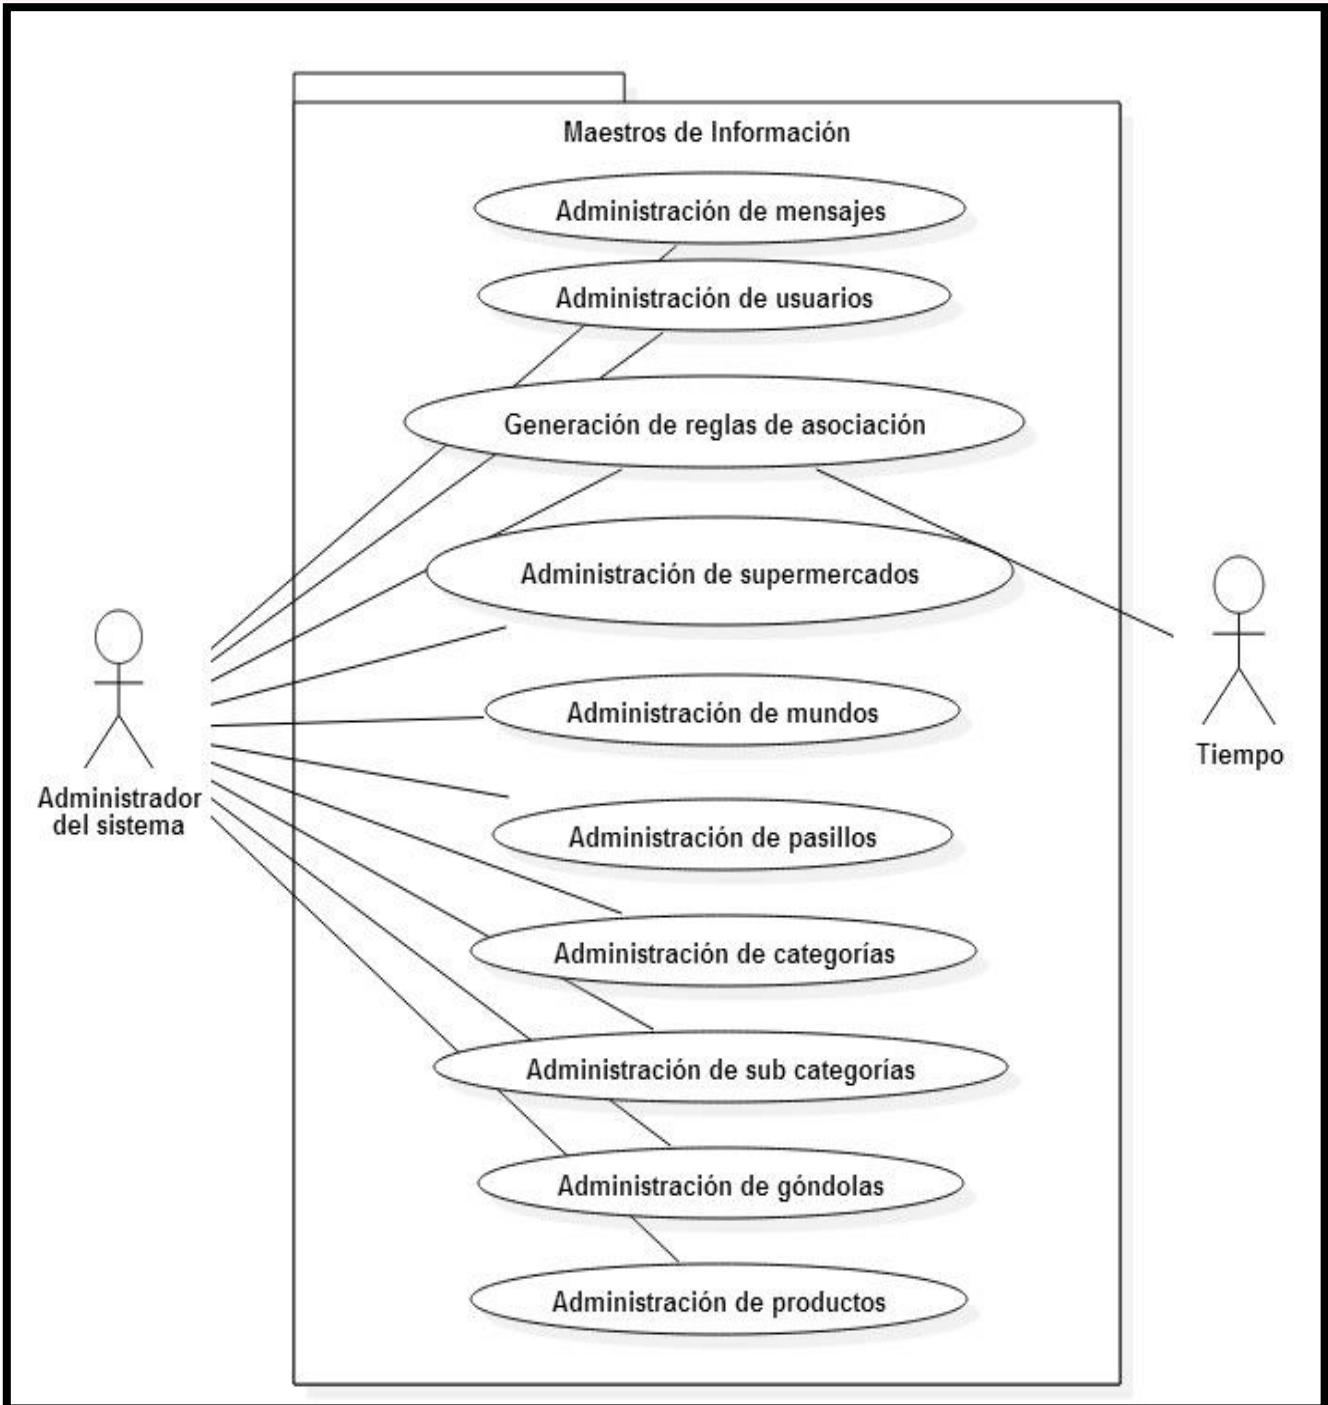 Maestros de Información
Administración de mensajes
Administración de usuarios
Generación de reglas de asociación
Administración de supermercados
Administración de mundos
Tiempo
Administrador
del sistema
Administración de pasillos
Administración de categorías
Administración de sub categorías
Administración de góndolas
Administración de productos